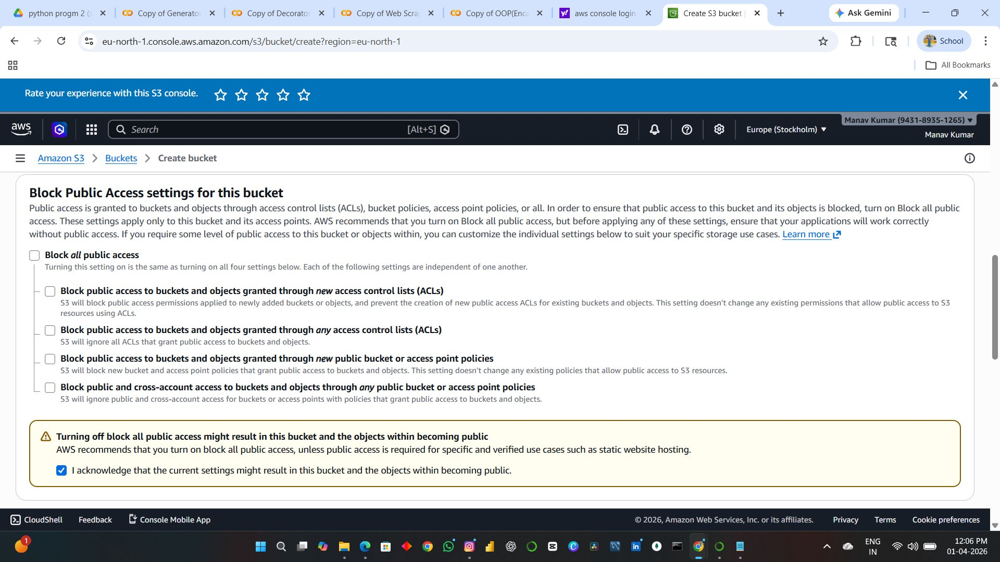 python progm 2 (s
Copy of Generator
Copy of Decorator
Copy of Web Scrap
Copy of OOP(Enca
aws console login
Create S3 bucket |
Ask Gemini
eu-north-1.console.aws.amazon.com/s3/bucket/create?region=eu-north-1
School
All Bookmarks
Rate your experience with this S3 console.
aws
Search
[Alt+S]
Europe (Stockholm)
Manav Kumar (9431-8935-1265)
Manav Kumar
Amazon S3
Buckets
Create bucket
Block Public Access settings for this bucket
Public access is granted to buckets and objects through access control lists (ACLs), bucket policies, access point policies, or all. In order to ensure that public access to this bucket and its objects is blocked, turn on Block all public
access. These settings apply only to this bucket and its access points. AWS recommends that you turn on Block all public access, but before applying any of these settings, ensure that your applications will work correctly
without public access. If you require some level of public access to this bucket or objects within, you can customize the individual settings below to suit your specific storage use cases. Learn more
Block all public access
Turning this setting on is the same as turning on all four settings below. Each of the following settings are independent of one another.
Block public access to buckets and objects granted through new access control lists (ACLs)
S3 will block public access permissions applied to newly added buckets or objects, and prevent the creation of new public access ACLs for existing buckets and objects. This setting doesn't change any existing permissions that allow public access to S3
resources using ACLs.
Block public access to buckets and objects granted through any access control lists (ACLs)
S3 will ignore all ACLs that grant public access to buckets and objects.
Block public access to buckets and objects granted through new public bucket or access point policies
S3 will block new bucket and access point policies that grant public access to buckets and objects. This setting doesn't change any existing policies that allow public access to S3 resources.
Block public and cross-account access to buckets and objects through any public bucket or access point policies
S3 will ignore public and cross-account access for buckets or access points with policies that grant public access to buckets and objects.
Turning off block all public access might result in this bucket and the objects within becoming public
AWS recommends that you turn on block all public access, unless public access is required for specific and verified use cases such as static website hosting.
I acknowledge that the current settings might result in this bucket and the objects within becoming public.
CloudShell
Feedback
Console Mobile App
© 2026, Amazon Web Services, Inc. or its affiliates.
Privacy
Terms
Cookie preferences
1
ENG
IN
12:06 PM
01-04-2026